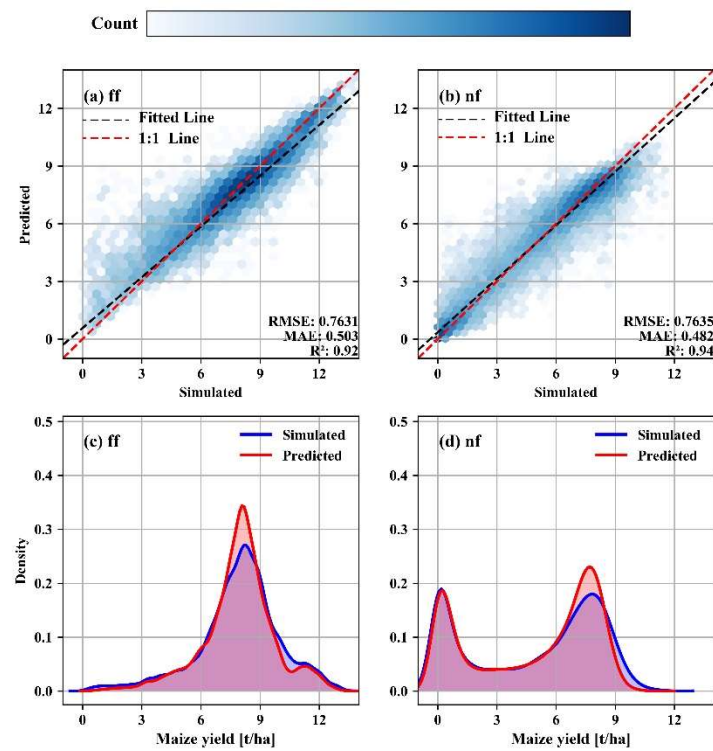 Count
(a) ff
Fitted Line
1:1 Line
RMSE: 0.7631
MAE: 0.503
R²: 0.92
Predicted
12
9
6
3
0
0 3 6 9 12
Simulated
(b) nf
Fitted Line
1:1 Line
RMSE: 0.7635
MAE: 0.482
R²: 0.94
12
9
6
3
0
0 3 6 9 12
Simulated
(c) ff
Simulated
Predicted
Density
0.5
0.4
0.3
0.2
0.1
0.0
0 3 6 9 12
Maize yield [t/ha]
(d) nf
Simulated
Predicted
0.5
0.4
0.3
0.2
0.1
0.0
0 3 6 9 12
Maize yield [t/ha]